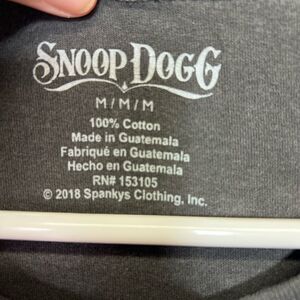 SNOOP DOGG
M / M / M
100% Cotton
Made in Guatemala
Fabriqué en Guatemala
Hecho en Guatemala
RN# 153105
© 2018 Spankys Clothing, Inc.